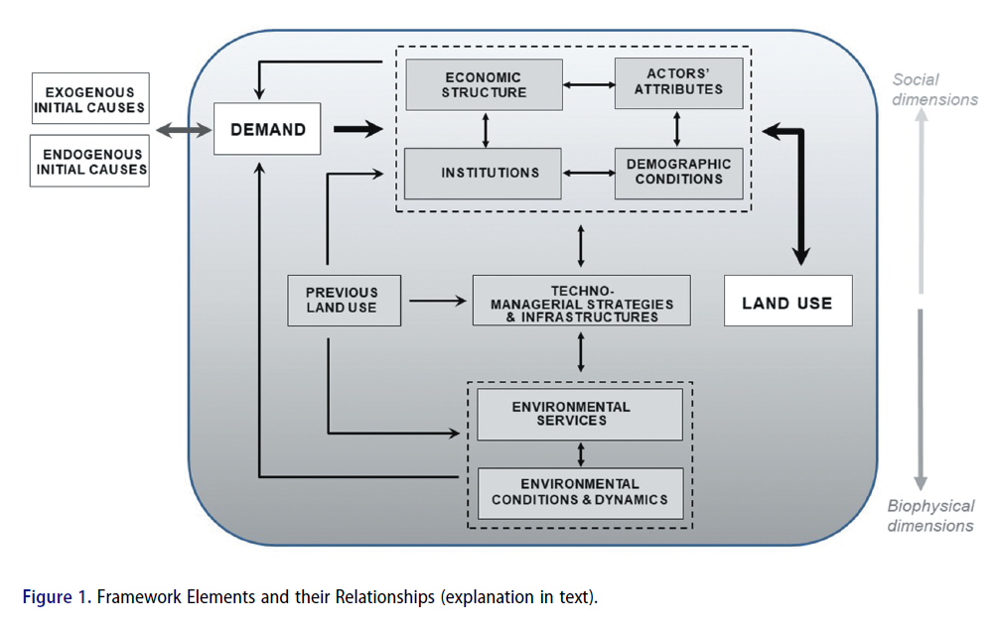 EXOGENOUS
INITIAL CAUSES
ENDOGENOUS
INITIAL CAUSES
DEMAND
ECONOMIC
STRUCTURE
ACTORS'
ATTRIBUTES
INSTITUTIONS
DEMOGRAPHIC
CONDITIONS
Social
dimensions
PREVIOUS
LAND USE
TECHNO-
MANAGERIAL STRATEGIES
& INFRASTRUCTURES
LAND USE
ENVIRONMENTAL
SERVICES
ENVIRONMENTAL
CONDITIONS & DYNAMICS
Biophysical
dimensions
Figure 1. Framework Elements and their Relationships (explanation in text).